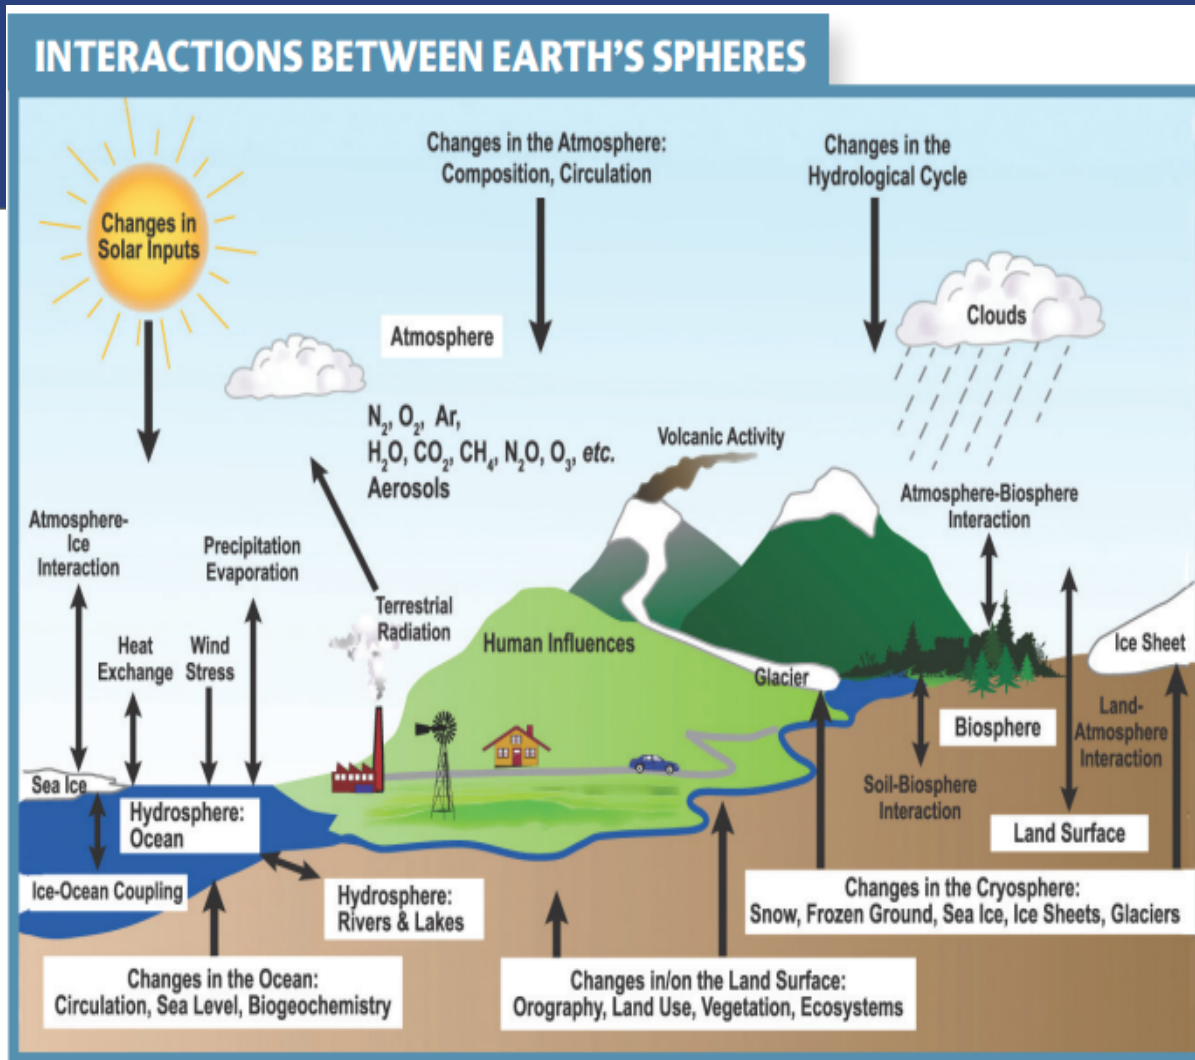 INTERACTIONS BETWEEN EARTH'S SPHERES
Changes in the Atmosphere:
Composition, Circulation
Changes in the
Hydrological Cycle
Changes in
Solar Inputs
Clouds
Atmosphere
N₂, O₂, Ar,
H₂O, CO₂, CH₄, N₂O, O₃, etc.
Aerosols
Volcanic Activity
Atmosphere-Biosphere
Interaction
Atmosphere-
Ice
Interaction
Precipitation
Evaporation
Terrestrial
Radiation
Heat
Exchange
Wind
Stress
Human Influences
Glacier
Ice Sheet
Biosphere
Land-
Atmosphere
Interaction
Sea Ice
Soil-Biosphere
Interaction
Hydrosphere:
Ocean
Land Surface
Ice-Ocean Coupling
Hydrosphere:
Rivers & Lakes
Changes in the Cryosphere:
Snow, Frozen Ground, Sea Ice, Ice Sheets, Glaciers
Changes in the Ocean:
Circulation, Sea Level, Biogeochemistry
Changes in/on the Land Surface:
Orography, Land Use, Vegetation, Ecosystems